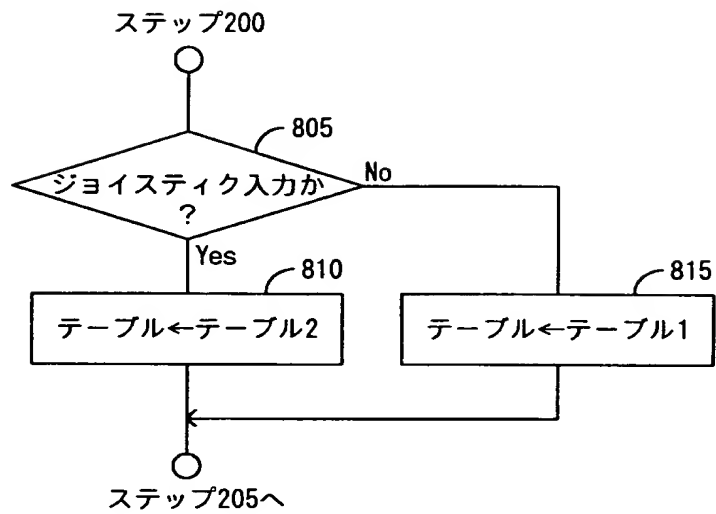 ステップ200
805
ジョイスティク入力か
?
No
Yes
810
815
テーブル←テーブル2
テーブル←テーブル1
ステップ205へ